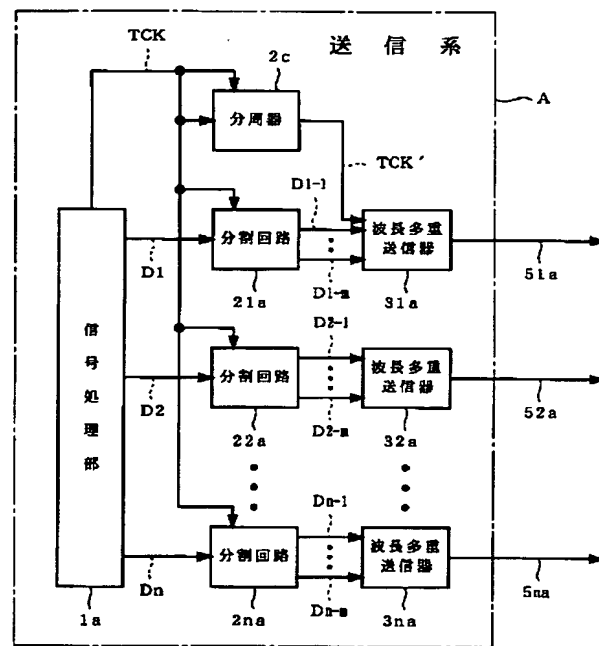 送信系
TCK
2c
分周器
A
TCK´
D1-1
分割回路
波長多重
送信器
D1
21a
D1-m
31a
51a
D2-1
分割回路
波長多重
送信器
D2
22a
D2-m
32a
52a
信号処理部
Dn-1
分割回路
波長多重
送信器
Dn
1a
2na
Dn-m
3na
5na